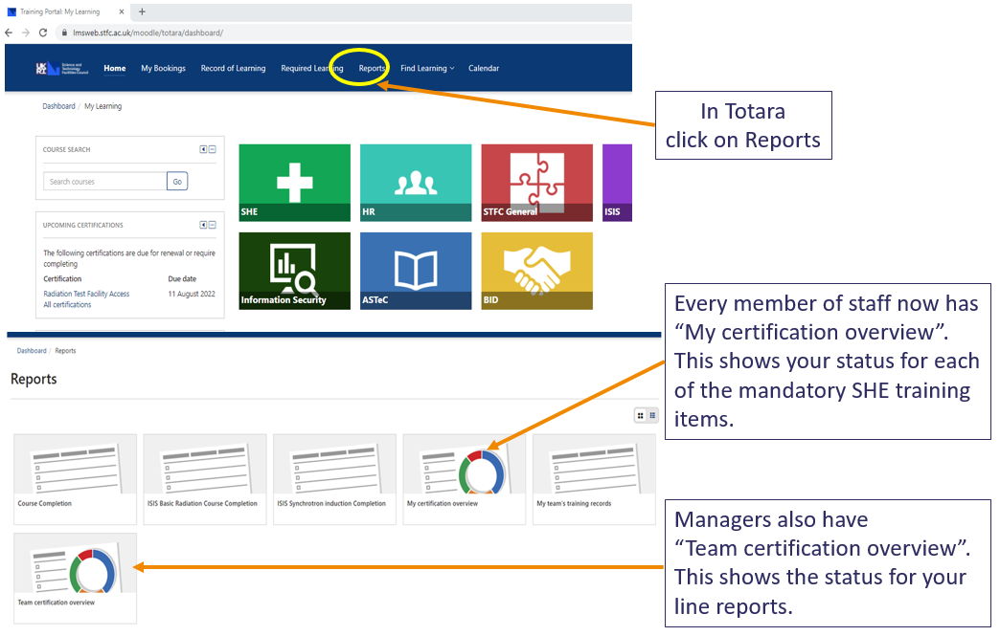 Training Portal: My Learning
lmsweb.stfc.ac.uk/moodle/totara/dashboard/
UK RI
Science and
Technology
Facilities Council
Home My Bookings Record of Learning Required Learning Reports Find Learning Calendar
Dashboard / My Learning
In Totara
click on Reports
COURSE SEARCH
Search courses Go
SHE
HR
STFC General
ISIS
UPCOMING CERTIFICATIONS
The following certifications are due for renewal or require
completing
Certification Due date
Radiation Test Facility Access 11 August 2022
All certifications
Information Security
ASTeC
BID
Every member of staff now has
“My certification overview”.
This shows your status for each
of the mandatory SHE training
items.
Dashboard / Reports
Reports
Course Completion
ISIS Basic Radiation Course Completion
ISIS Synchrotron induction Completion
My certification overview
My team's training records
Managers also have
“Team certification overview”.
This shows the status for your
line reports.
Team certification overview